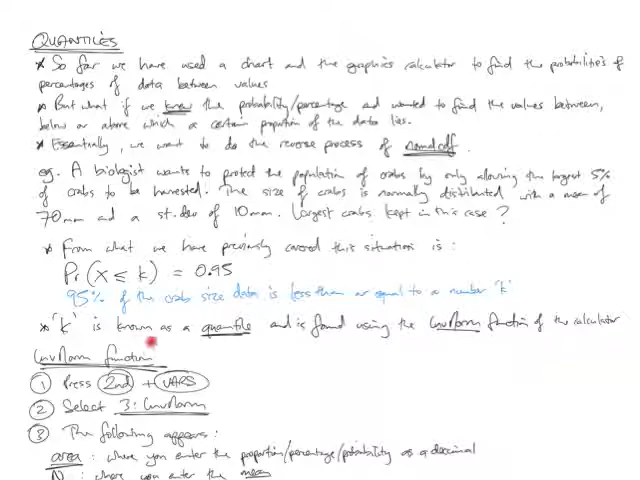 QUANTILES
* So far we have used a chart and the graphics calculator to find the probabilities of
percentages of data between values
* But what if we knew the probability/percentage and wanted to find the values between,
below or above which a certain proportion of the data lies.
* Essentially, we want to do the reverse process of normalcdf.
eg. A biologist wants to protect the population of crabs by only allowing the largest 5%
of crabs to be harvested. The size of crabs is normally distributed with a mean of
70mm and a st.dev of 10mm. Largest crabs kept in this case?
* From what we have previously covered this situation is:
Pr(X ≤ k) = 0.95
95% of the crab size data is less than or equal to a number 'k'
* 'k' is known as a quantile and is found using the InvNorm function of the calculator
InvNorm function
① Press 2nd + VARS
② Select 3: InvNorm
③ The following appears:
area: where you enter the proportion/percentage/probability as a decimal
: where you enter the mean